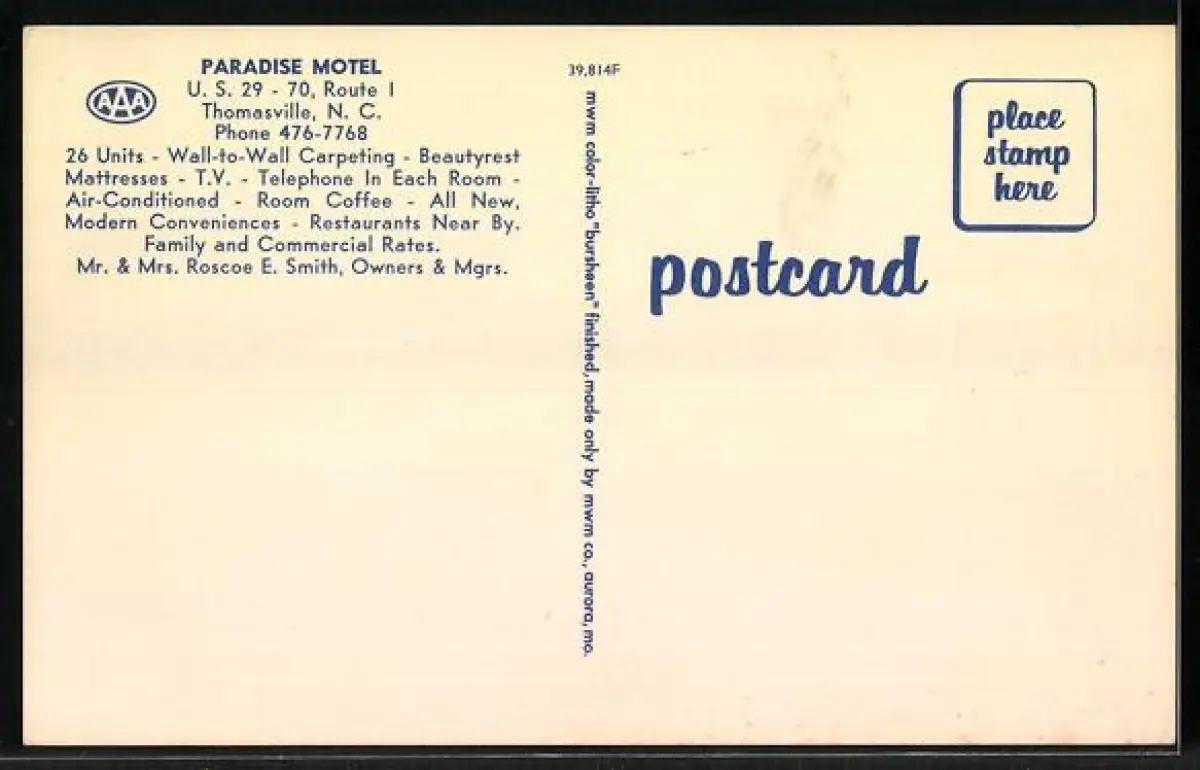 PARADISE MOTEL
AAA
U. S. 29 - 70, Route 1
Thomasville, N. C.
Phone 476-7768
26 Units - Wall-to-Wall Carpeting - Beautyrest
Mattresses - T.V. - Telephone In Each Room -
Air-Conditioned - Room Coffee - All New,
Modern Conveniences - Restaurants Near By.
Family and Commercial Rates.
Mr. & Mrs. Roscoe E. Smith, Owners & Mgrs.
39,814F
mwm color-litho "bursheen" finished, made only by mwm co., aurora, mo.
place
stamp
here
postcard